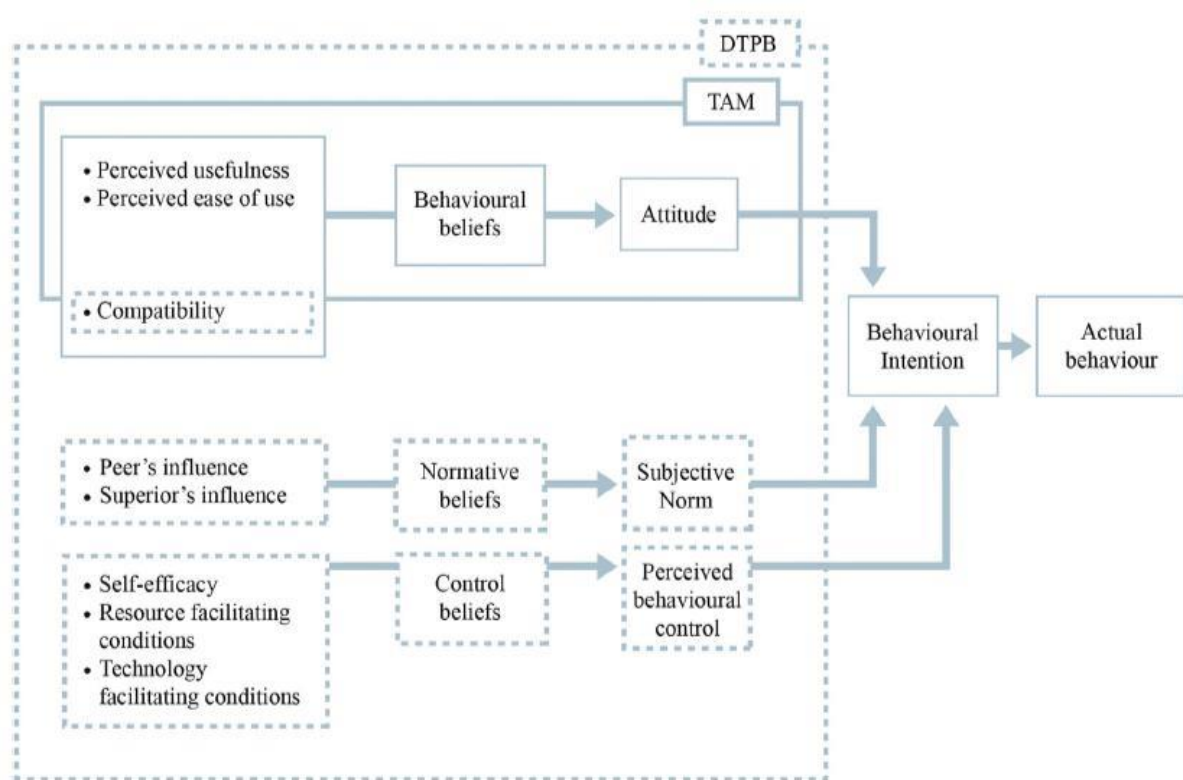 DTPB
TAM
• Perceived usefulness
• Perceived ease of use
• Compatibility
Behavioural
beliefs
Attitude
Behavioural
Intention
Actual
behaviour
• Peer’s influence
• Superior’s influence
Normative
beliefs
Subjective
Norm
• Self-efficacy
• Resource facilitating
conditions
• Technology
facilitating conditions
Control
beliefs
Perceived
behavioural
control